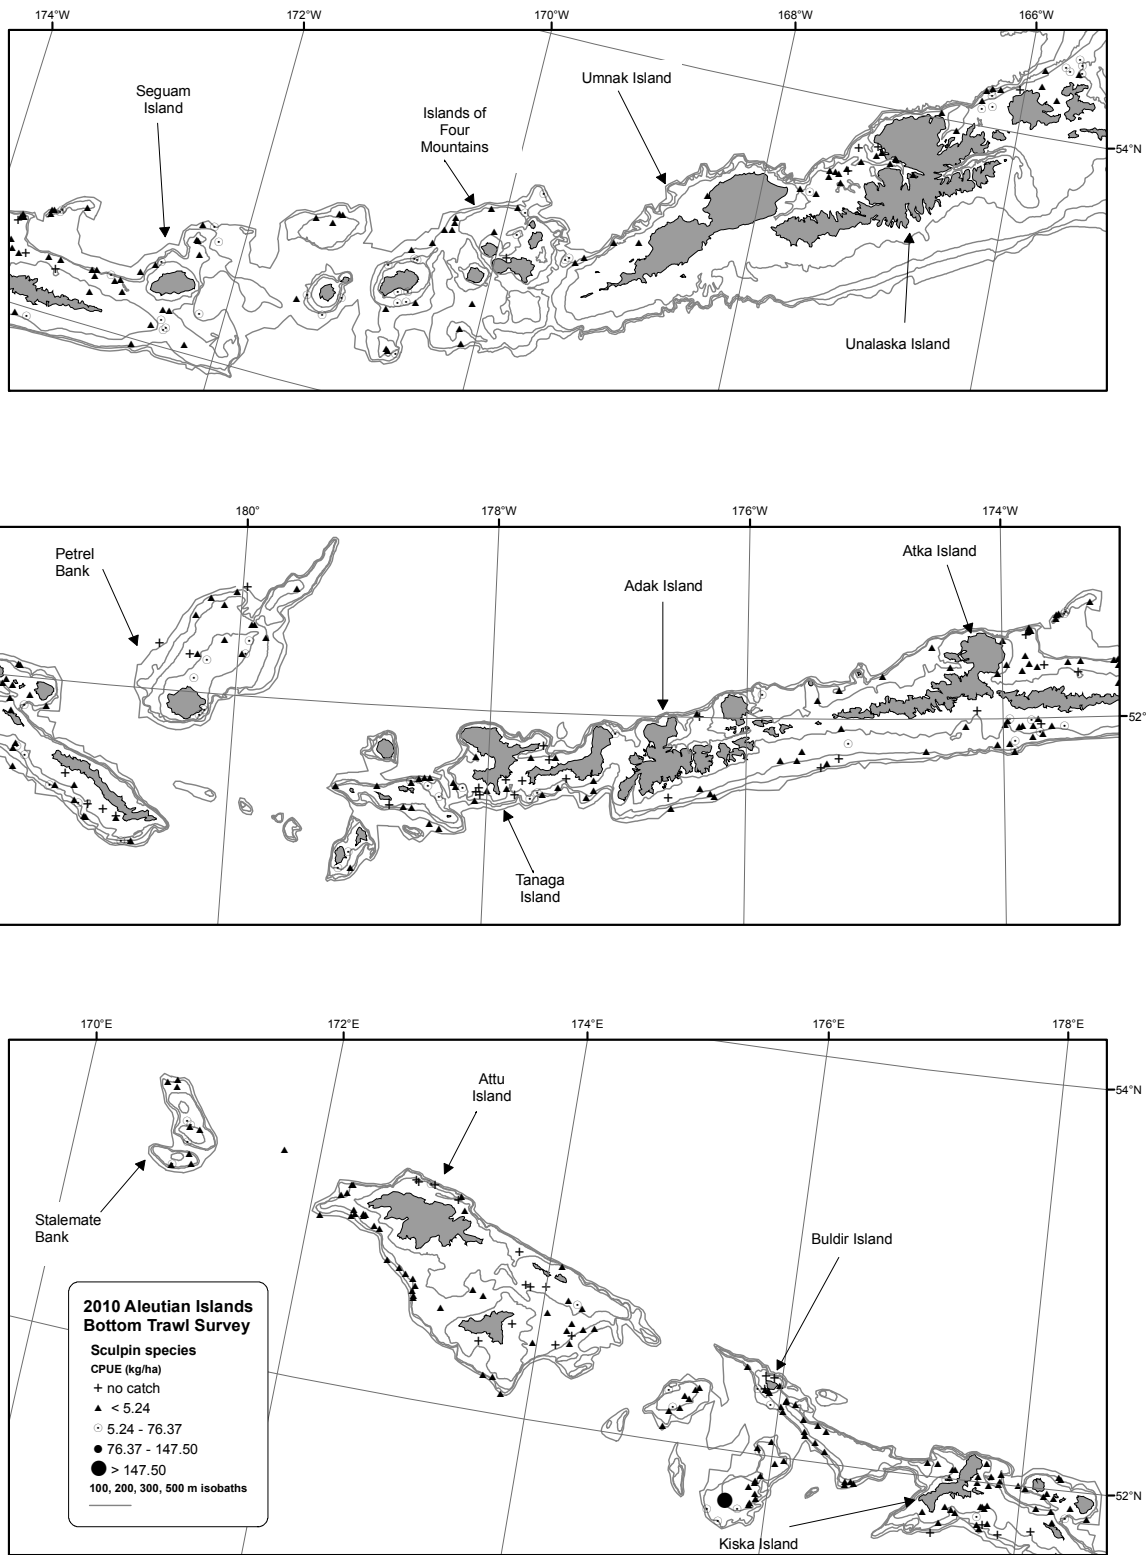 174°W
172°W
170°W
168°W
166°W
Seguam
Island
Islands of
Four
Mountains
Umnak Island
54°N
Unalaska Island
180°
178°W
176°W
174°W
Petrel
Bank
Adak Island
Atka Island
52°
Tanaga
Island
170°E
172°E
174°E
176°E
178°E
54°N
Attu
Island
Stalemate
Bank
Buldir Island
52°N
Kiska Island
2010 Aleutian Islands
Bottom Trawl Survey
Sculpin species
CPUE (kg/ha)
+ no catch
▲ < 5.24
5.24 - 76.37
● 76.37 - 147.50
● > 147.50
100, 200, 300, 500 m isobaths